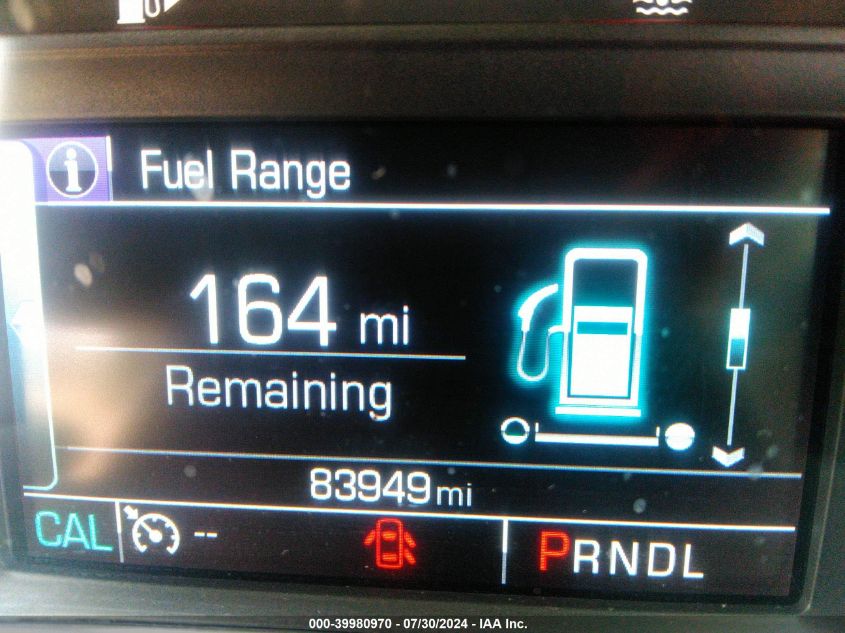 i Fuel Range
164 mi
Remaining
83949 mi
CAL -- PRNDL
000-39980970 - 07/30/2024 - IAA Inc.